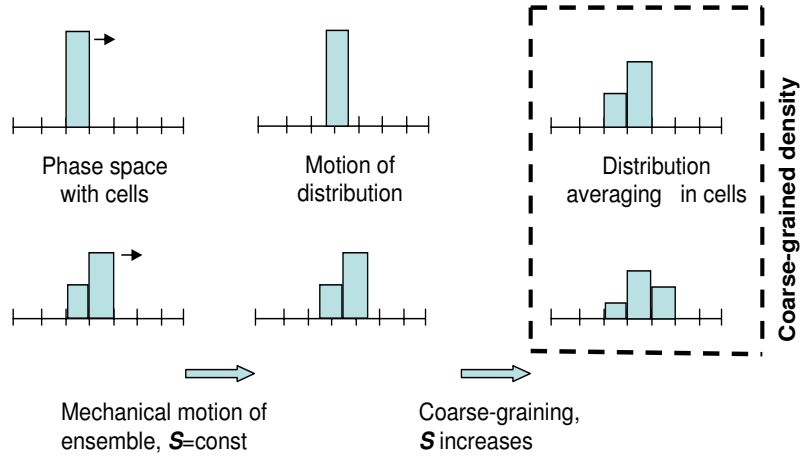 Phase space
with cells
Motion of
distribution
Distribution
averaging in cells
Coarse-grained density
Mechanical motion of
ensemble, S=const
Coarse-graining,
S increases